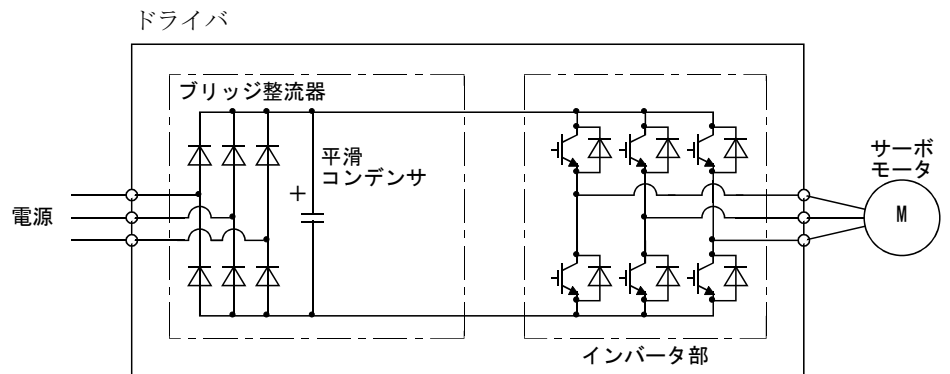 ドライバ
ブリッジ整流器
平滑
コンデンサ
+
電源
サーボ
モータ
M
インバータ部